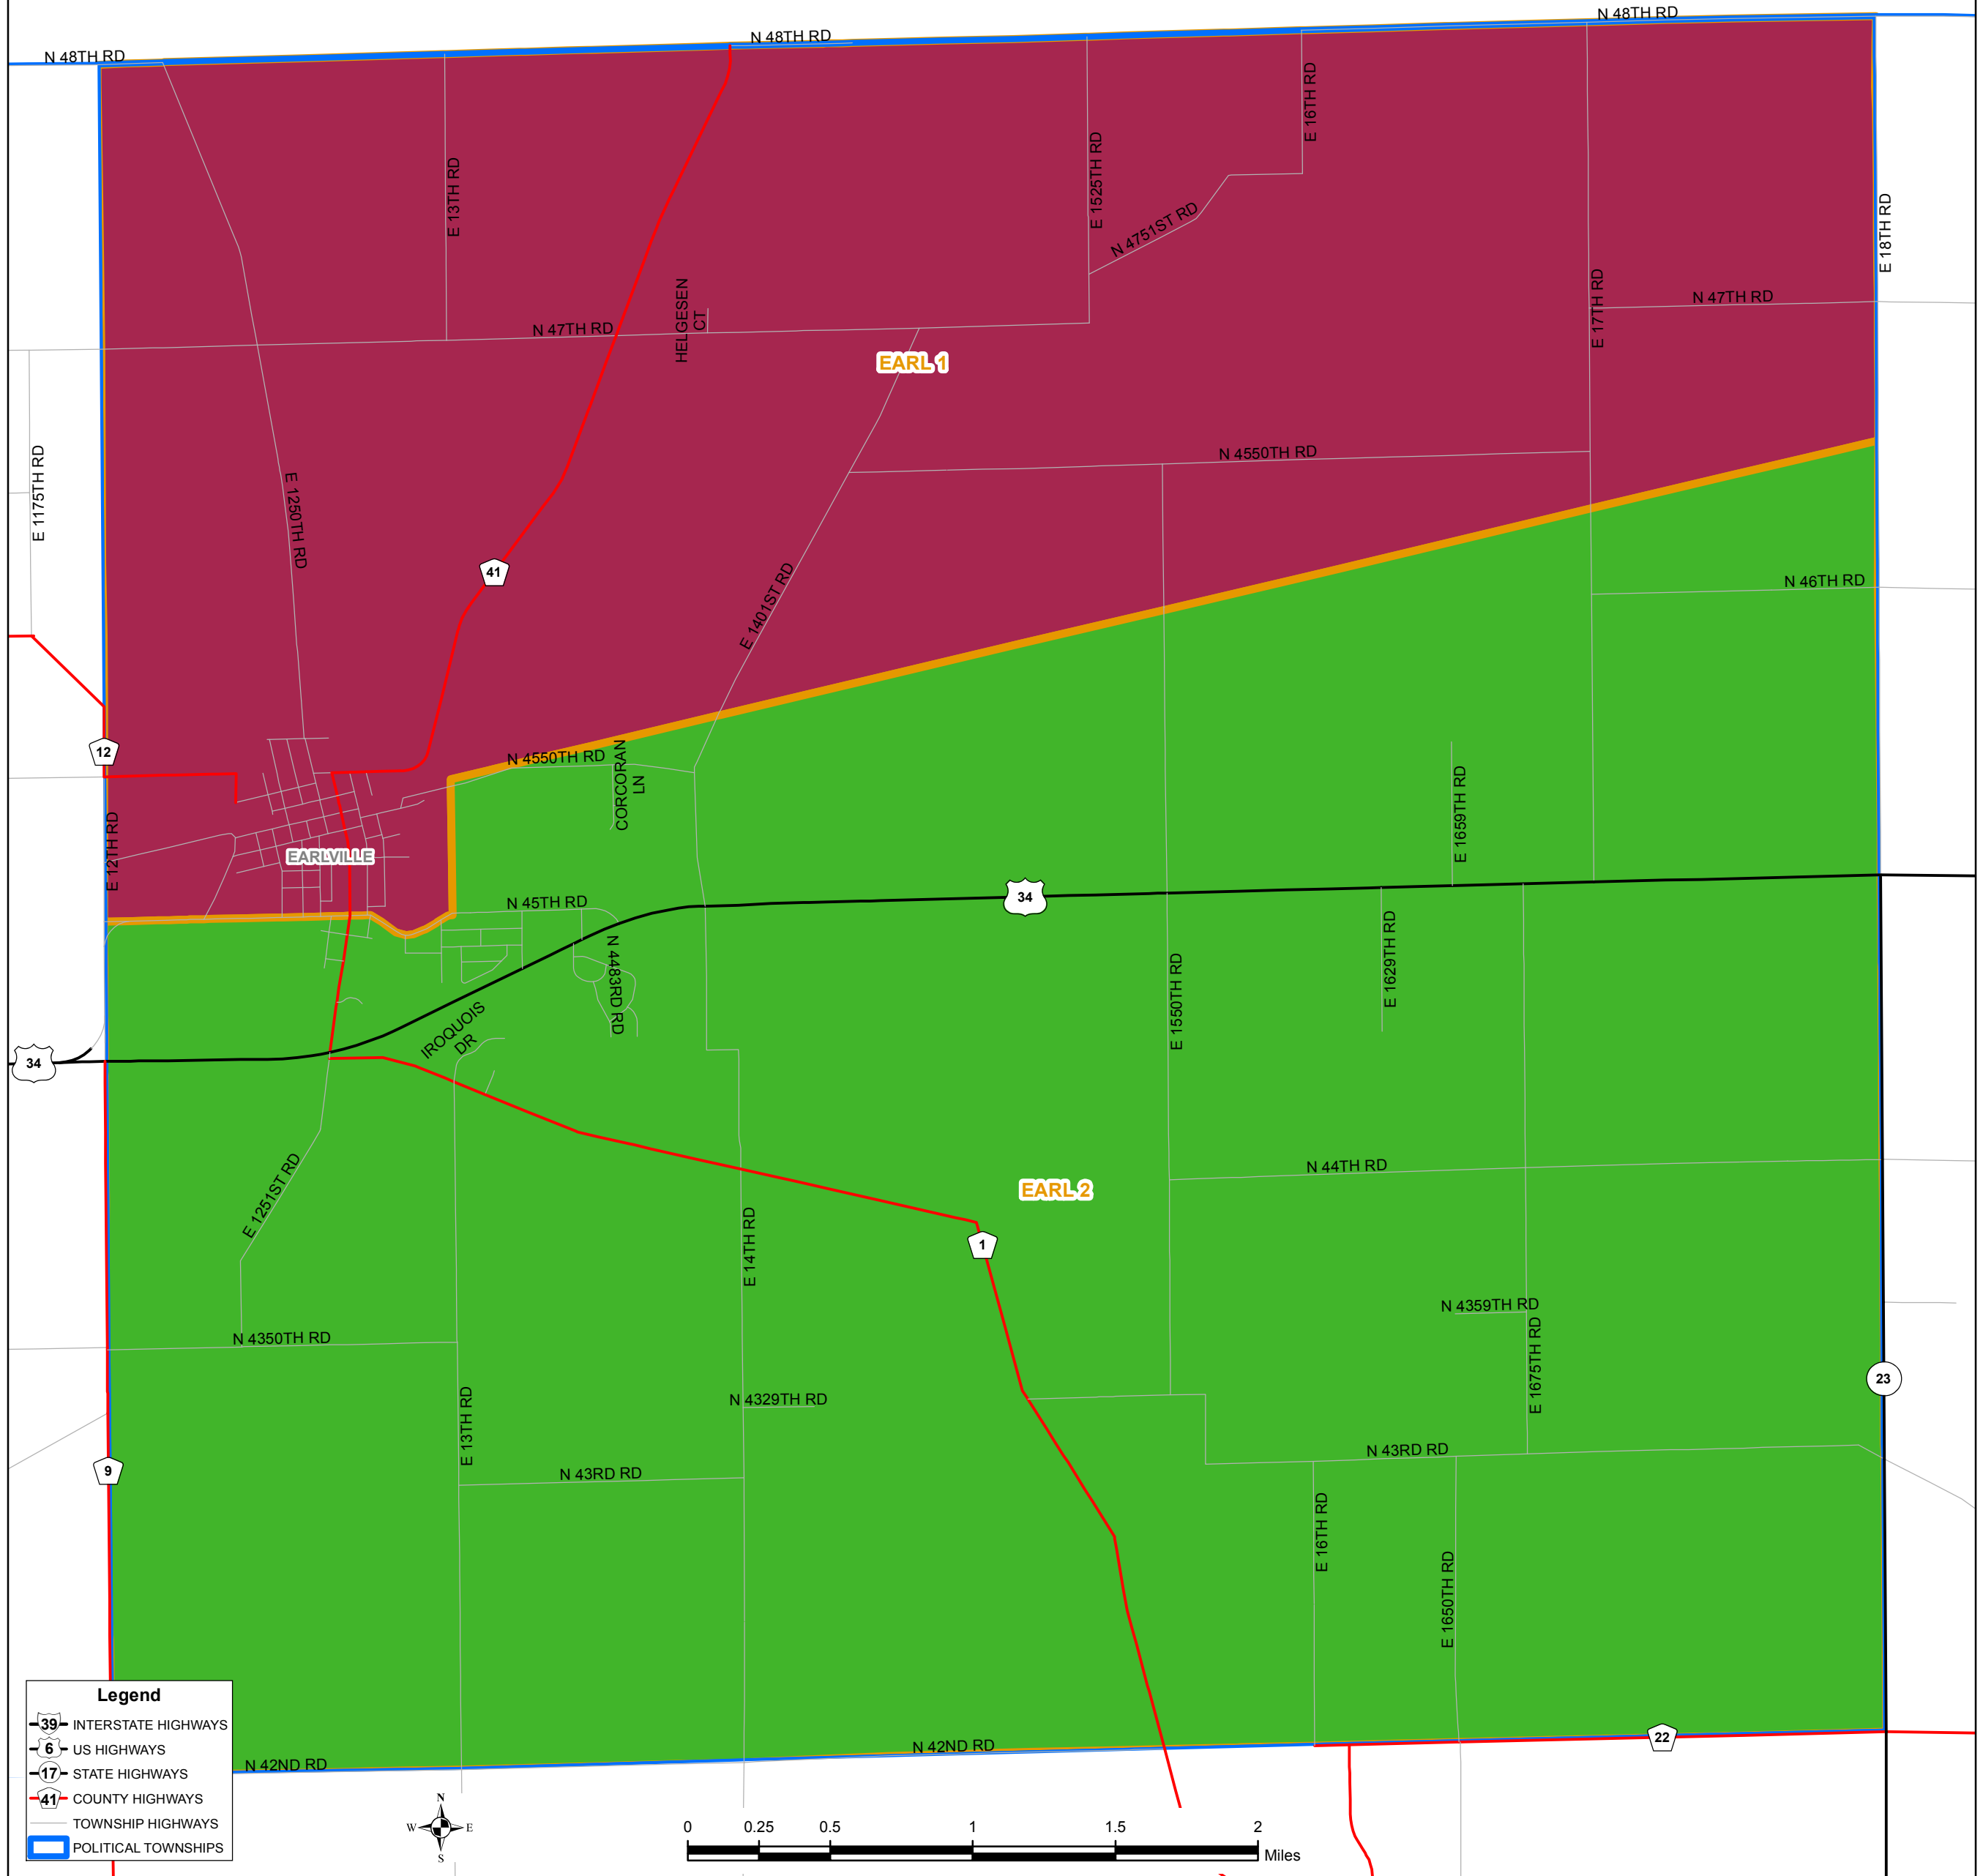 N 48TH RD
N 48TH RD
N 48TH RD
E 16TH RD
E 13TH RD
E 1525TH RD
N 4751ST RD
E 18TH RD
HELGESEN
CT
N 47TH RD
E 17TH RD
N 47TH RD
EARL 1
E 1175TH RD
E 1250TH RD
N 4550TH RD
41
E 1401ST RD
N 46TH RD
12
N 4550TH RD
CORCORAN
LN
E 1659TH RD
E 12TH RD
EARLVILLE
N 45TH RD
34
N 4483RD RD
E 1629TH RD
E 1550TH RD
IROQUOIS
DR
34
N 44TH RD
EARL 2
E 1251ST RD
E 14TH RD
1
N 4359TH RD
N 4350TH RD
E 1675TH RD
23
E 13TH RD
N 4329TH RD
N 43RD RD
9
N 43RD RD
E 16TH RD
E 1650TH RD
22
N 42ND RD
N 42ND RD
Legend
39 INTERSTATE HIGHWAYS
6 US HIGHWAYS
17 STATE HIGHWAYS
41 COUNTY HIGHWAYS
TOWNSHIP HIGHWAYS
POLITICAL TOWNSHIPS
N
W E
S
0 0.25 0.5 1 1.5 2
Miles